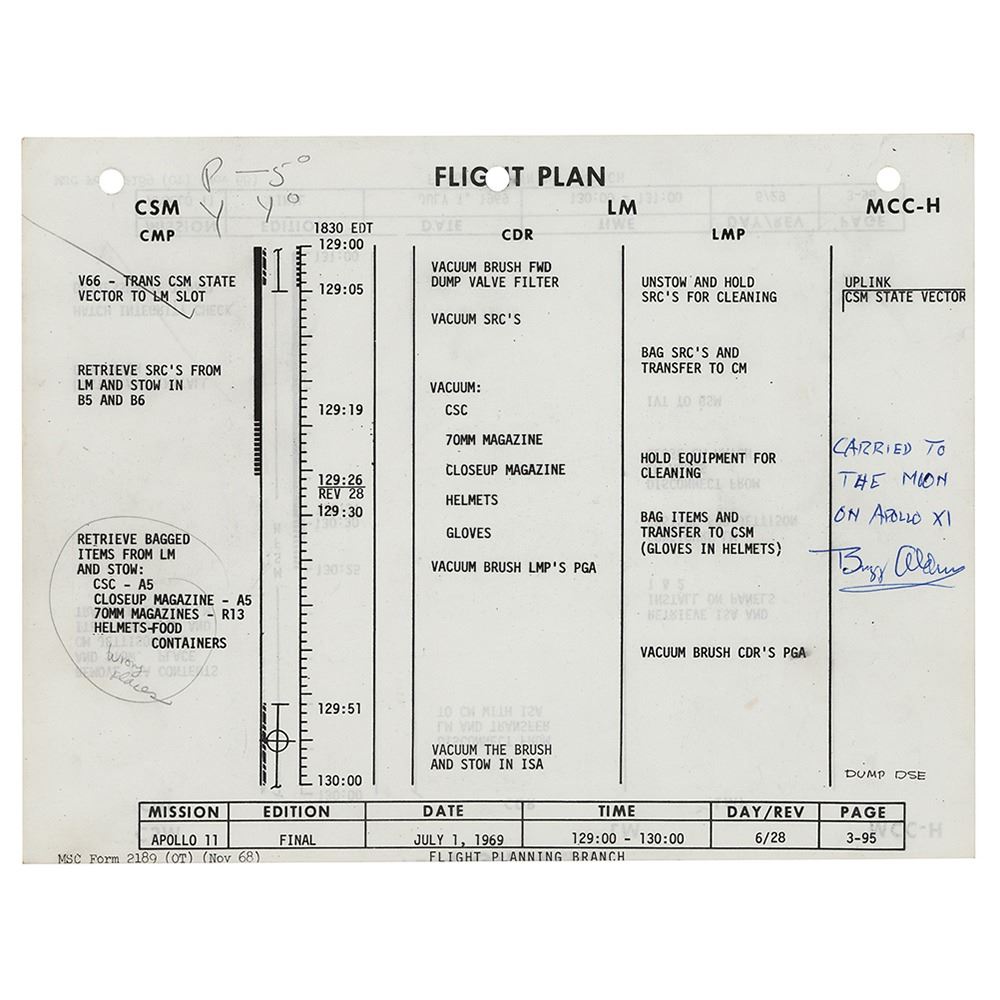 P -5°
Y 4°
FLIGHT PLAN
CSM
LM
MCC-H
CMP
1830 EDT
CDR
LMP
129:00
V66 - TRANS CSM STATE
VECTOR TO LM SLOT
129:05
VACUUM BRUSH FWD
DUMP VALVE FILTER
UNSTOW AND HOLD
SRC'S FOR CLEANING
UPLINK
CSM STATE VECTOR
VACUUM SRC'S
RETRIEVE SRC'S FROM
LM AND STOW IN
B5 AND B6
BAG SRC'S AND
TRANSFER TO CM
VACUUM:
129:19
CSC
70MM MAGAZINE
CLOSEUP MAGAZINE
HELMETS
GLOVES
HOLD EQUIPMENT FOR
CLEANING
129:26
REV 28
129:30
BAG ITEMS AND
TRANSFER TO CSM
(GLOVES IN HELMETS)
CARRIED TO
THE MOON
ON APOLLO XI
Buzz Aldrin
RETRIEVE BAGGED
ITEMS FROM LM
AND STOW:
CSC - A5
CLOSEUP MAGAZINE - A5
70MM MAGAZINES - R13
HELMETS-FOOD
CONTAINERS
wrong
places
VACUUM BRUSH LMP'S PGA
VACUUM BRUSH CDR'S PGA
129:51
VACUUM THE BRUSH
AND STOW IN ISA
130:00
DUMP DSE
MISSION EDITION DATE TIME DAY/REV PAGE
APOLLO 11 FINAL JULY 1, 1969 129:00 - 130:00 6/28 3-95
MSC Form 2189 (OT) (Nov 68)
FLIGHT PLANNING BRANCH